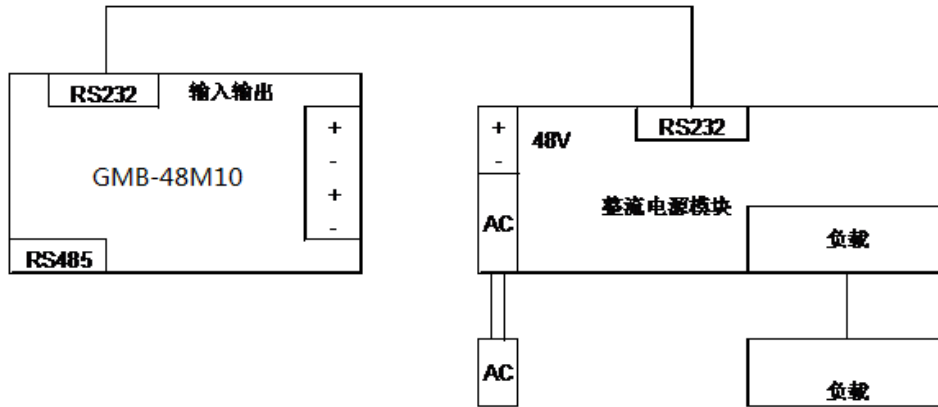 RS232 输入输出
+
-
+
-
GMB-48M10
RS485
+
-
48V
RS232
AC
整流电源模块
负载
AC
负载